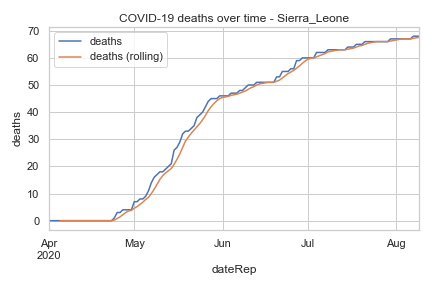 COVID-19 deaths over time - Sierra_Leone
deaths
deaths (rolling)
deaths
70
60
50
40
30
20
10
0
Apr
2020
May
Jun
Jul
Aug
dateRep